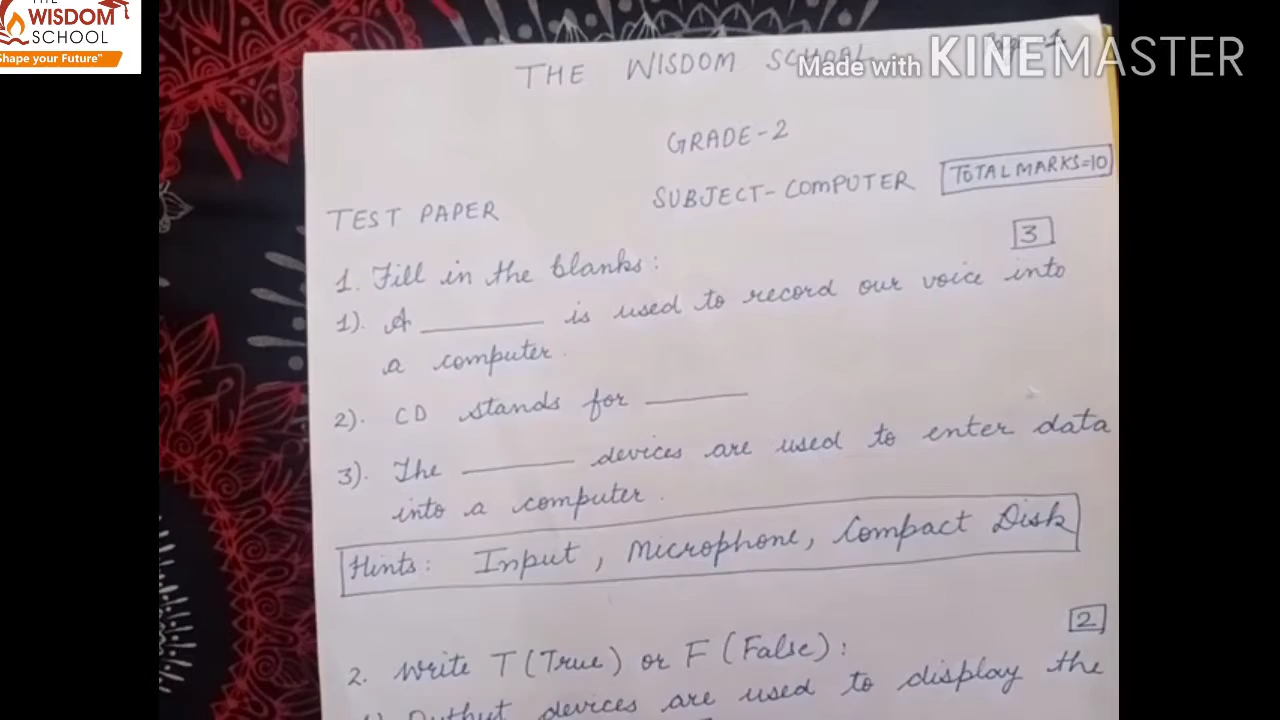 THE
WISDOM
SCHOOL
Shape your Future"
Made with KINEMASTER
THE WISDOM SCHOOL
GRADE-2
SUBJECT-COMPUTER
TOTAL MARKS=10
TEST PAPER
3
1. Fill in the blanks:
1). A ________ is used to record our voice into
a computer.
2). CD stands for ________
3). The ________ devices are used to enter data
into a computer.
Hints: Input, Microphone, Compact Disk
2
2. Write T (True) or F (False):
1) Output devices are used to display the